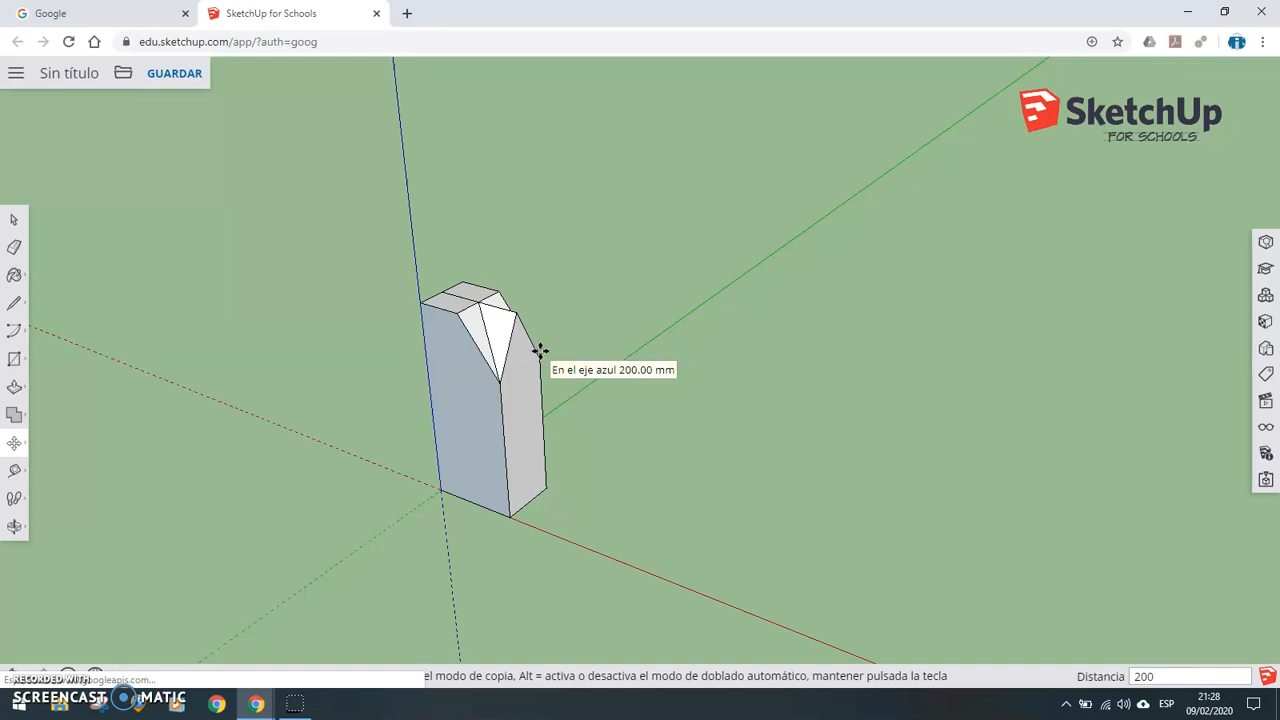 Google
SketchUp for Schools
edu.sketchup.com/app/?auth=goog
Sin título
GUARDAR
SketchUp
FOR SCHOOLS
En el eje azul 200.00 mm
el modo de copia, Alt = activa o desactiva el modo de doblado automático, mantener pulsada la tecla
Distancia
200
RECORDED WITH
SCREENCAST MATIC
ESP
21:28
09/02/2020